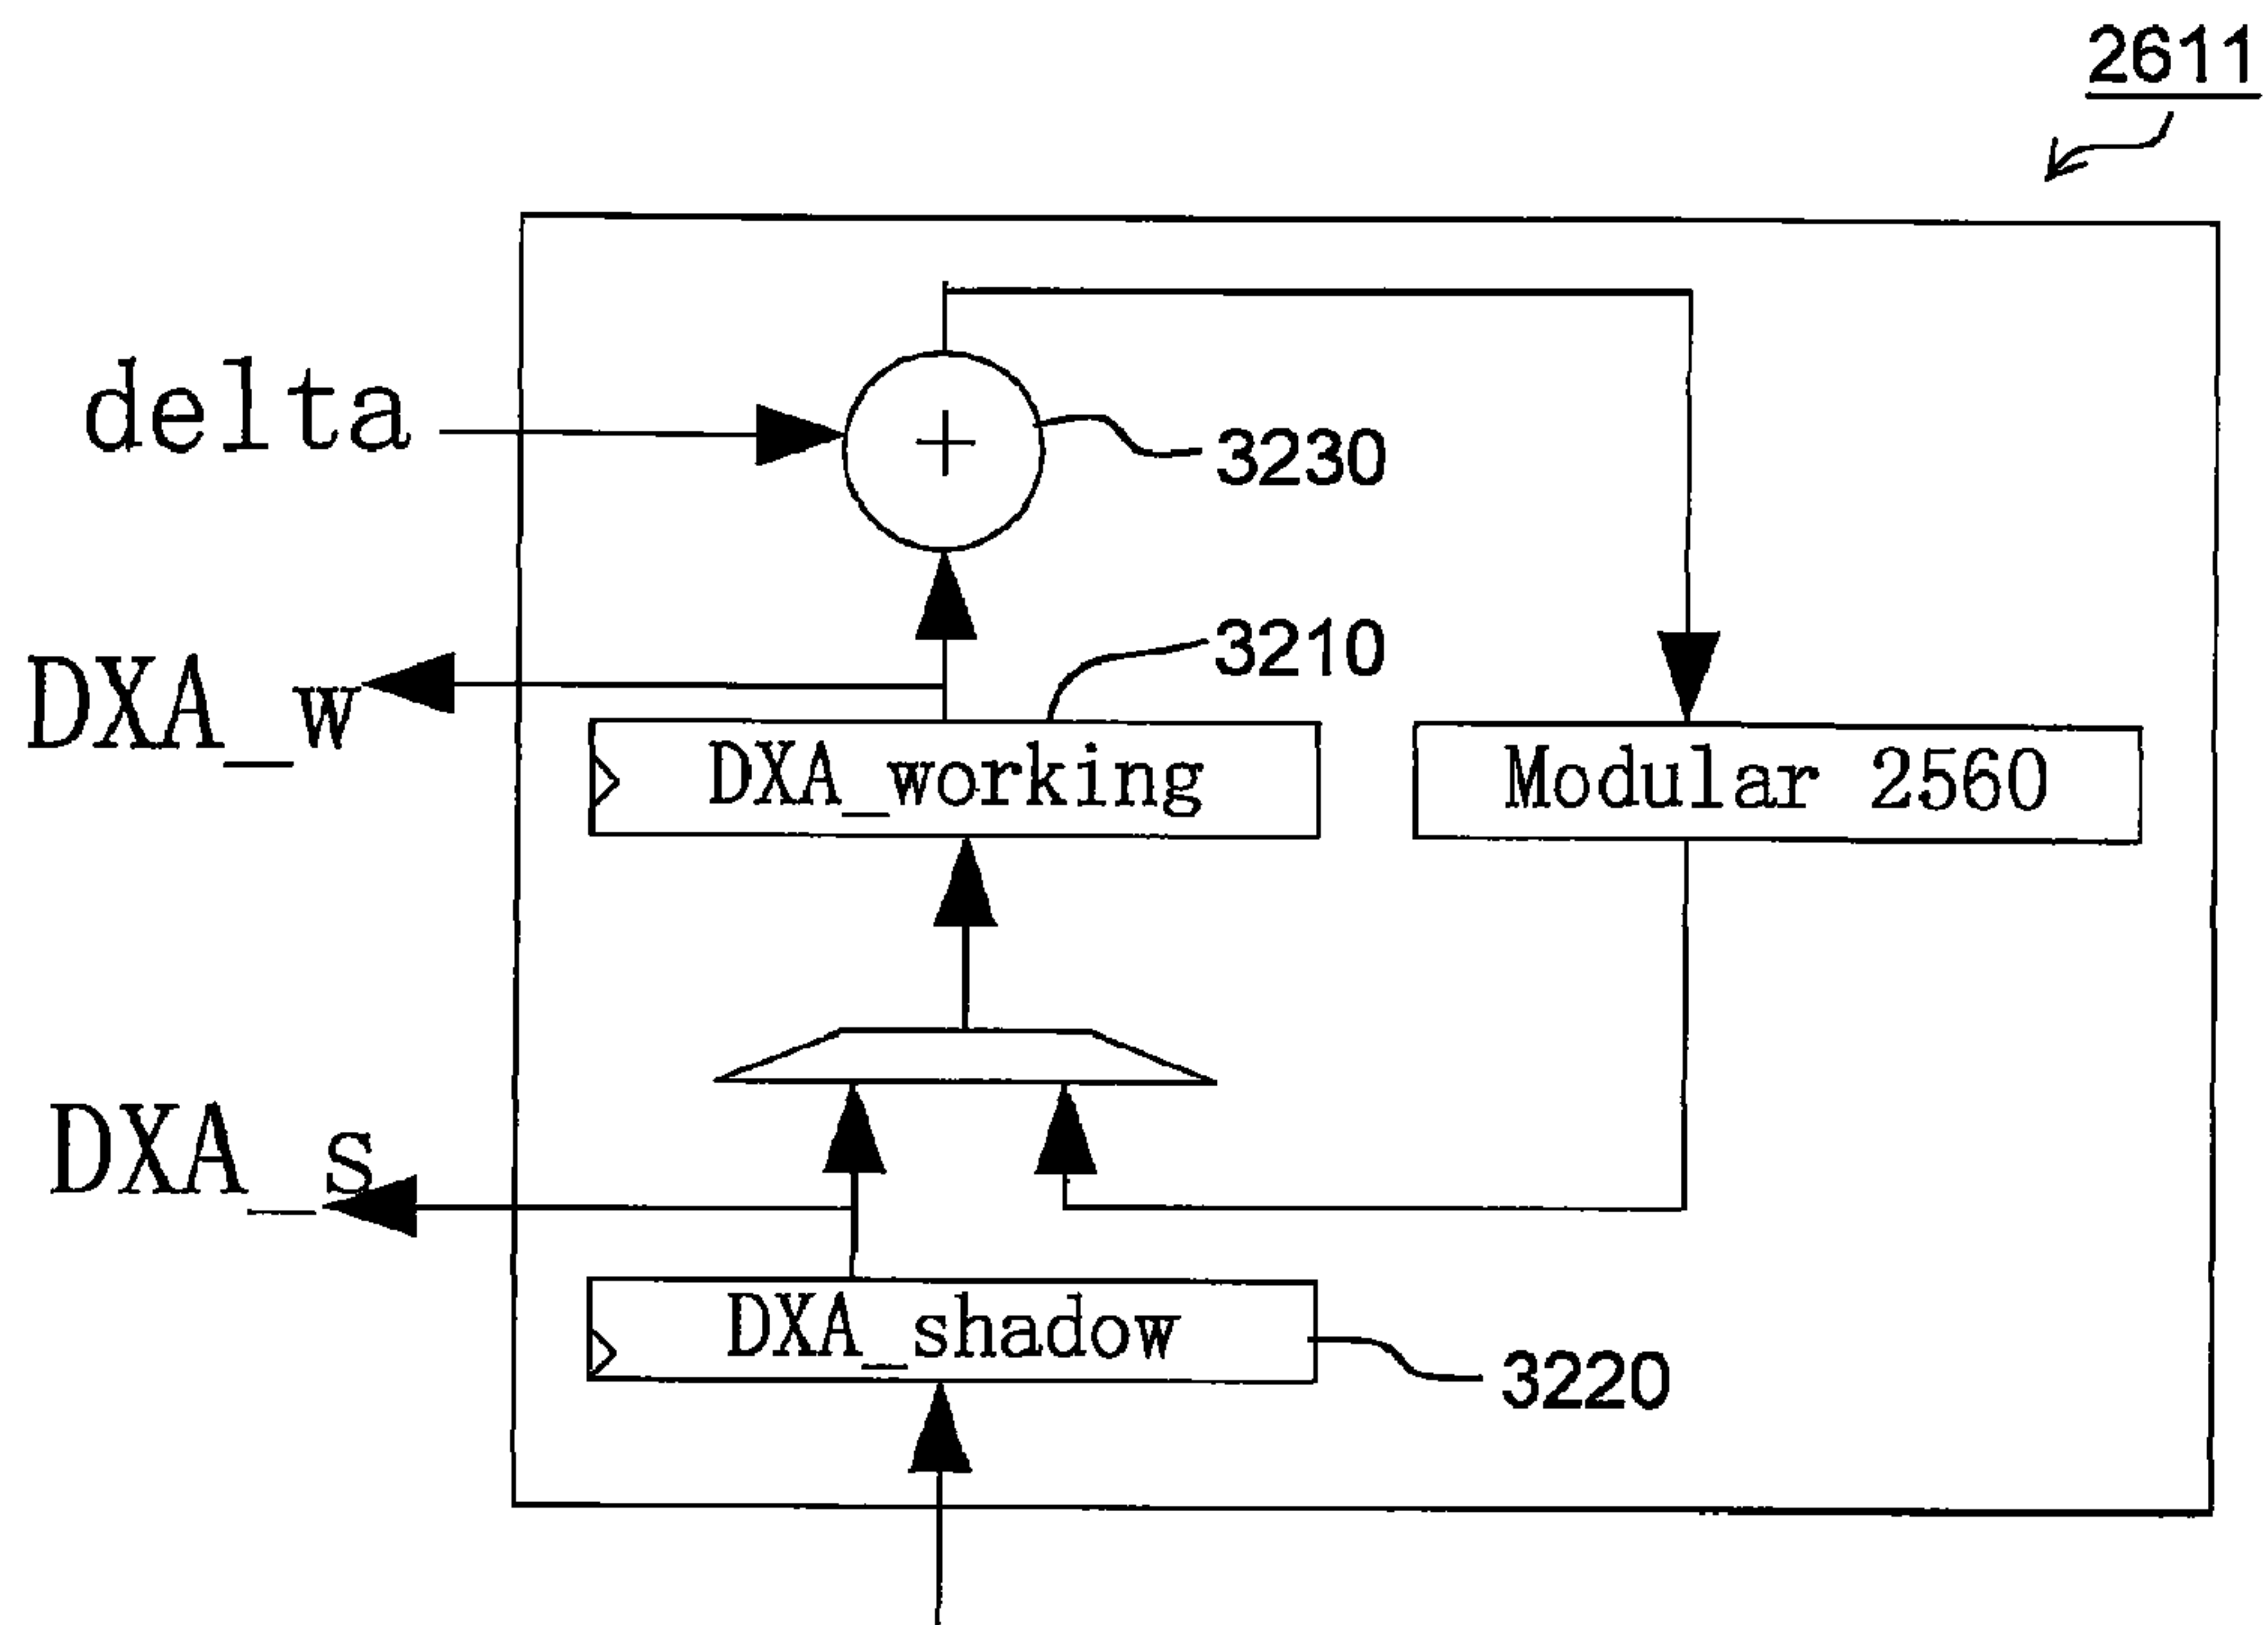 2611
delta
+
3230
DXA_w
3210
DXA_working
Modular 2560
DXA_s
DXA_shadow
3220